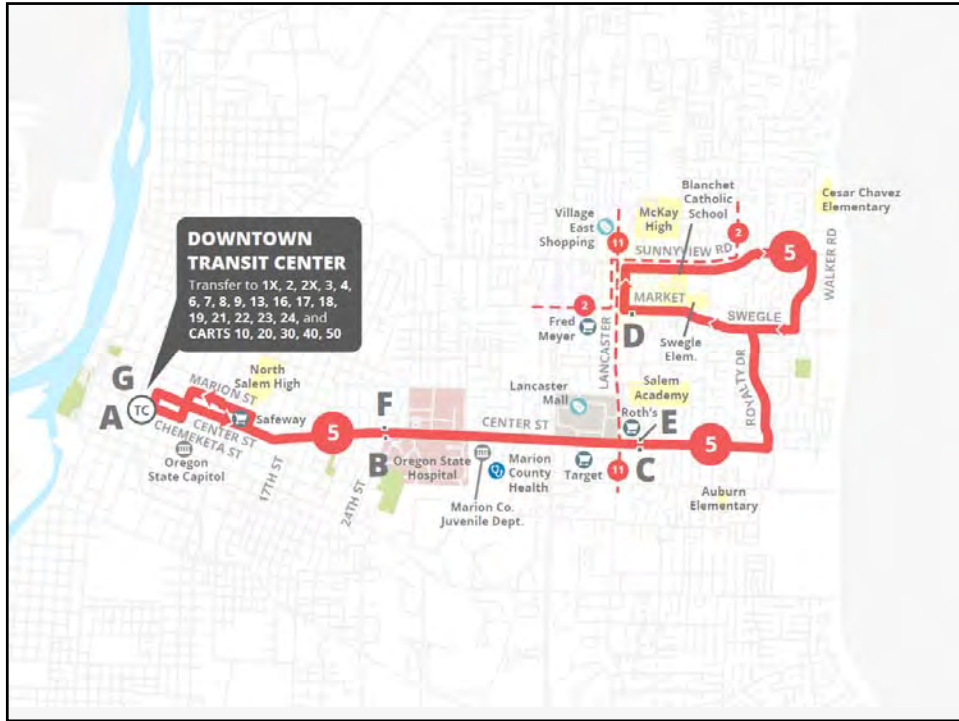 DOWNTOWN
TRANSIT CENTER
Transfer to 1X, 2, 2X, 3, 4,
6, 7, 8, 9, 13, 16, 17, 18,
19, 21, 22, 23, 24, and
CARTS 10, 20, 30, 40, 50
Blanchet
Catholic
School
Cesar Chavez
Elementary
Village
East
Shopping
McKay
High
11
2
SUNNYVIEW RD
5
WALKER RD
2
MARKET
SWEGLE
Fred
Meyer
D
Swegle
Elem.
LANCASTER
ROYALTY DR
G
A
TC
North
Salem High
MARION ST
Safeway
CENTER ST
CHEMEKETA ST
Oregon
State Capitol
17TH ST
5
F
B
24TH ST
Oregon State
Hospital
CENTER ST
Lancaster
Mall
Salem
Academy
Roth's
E
C
5
Marion
County
Health
Marion Co.
Juvenile Dept.
Target
11
Auburn
Elementary